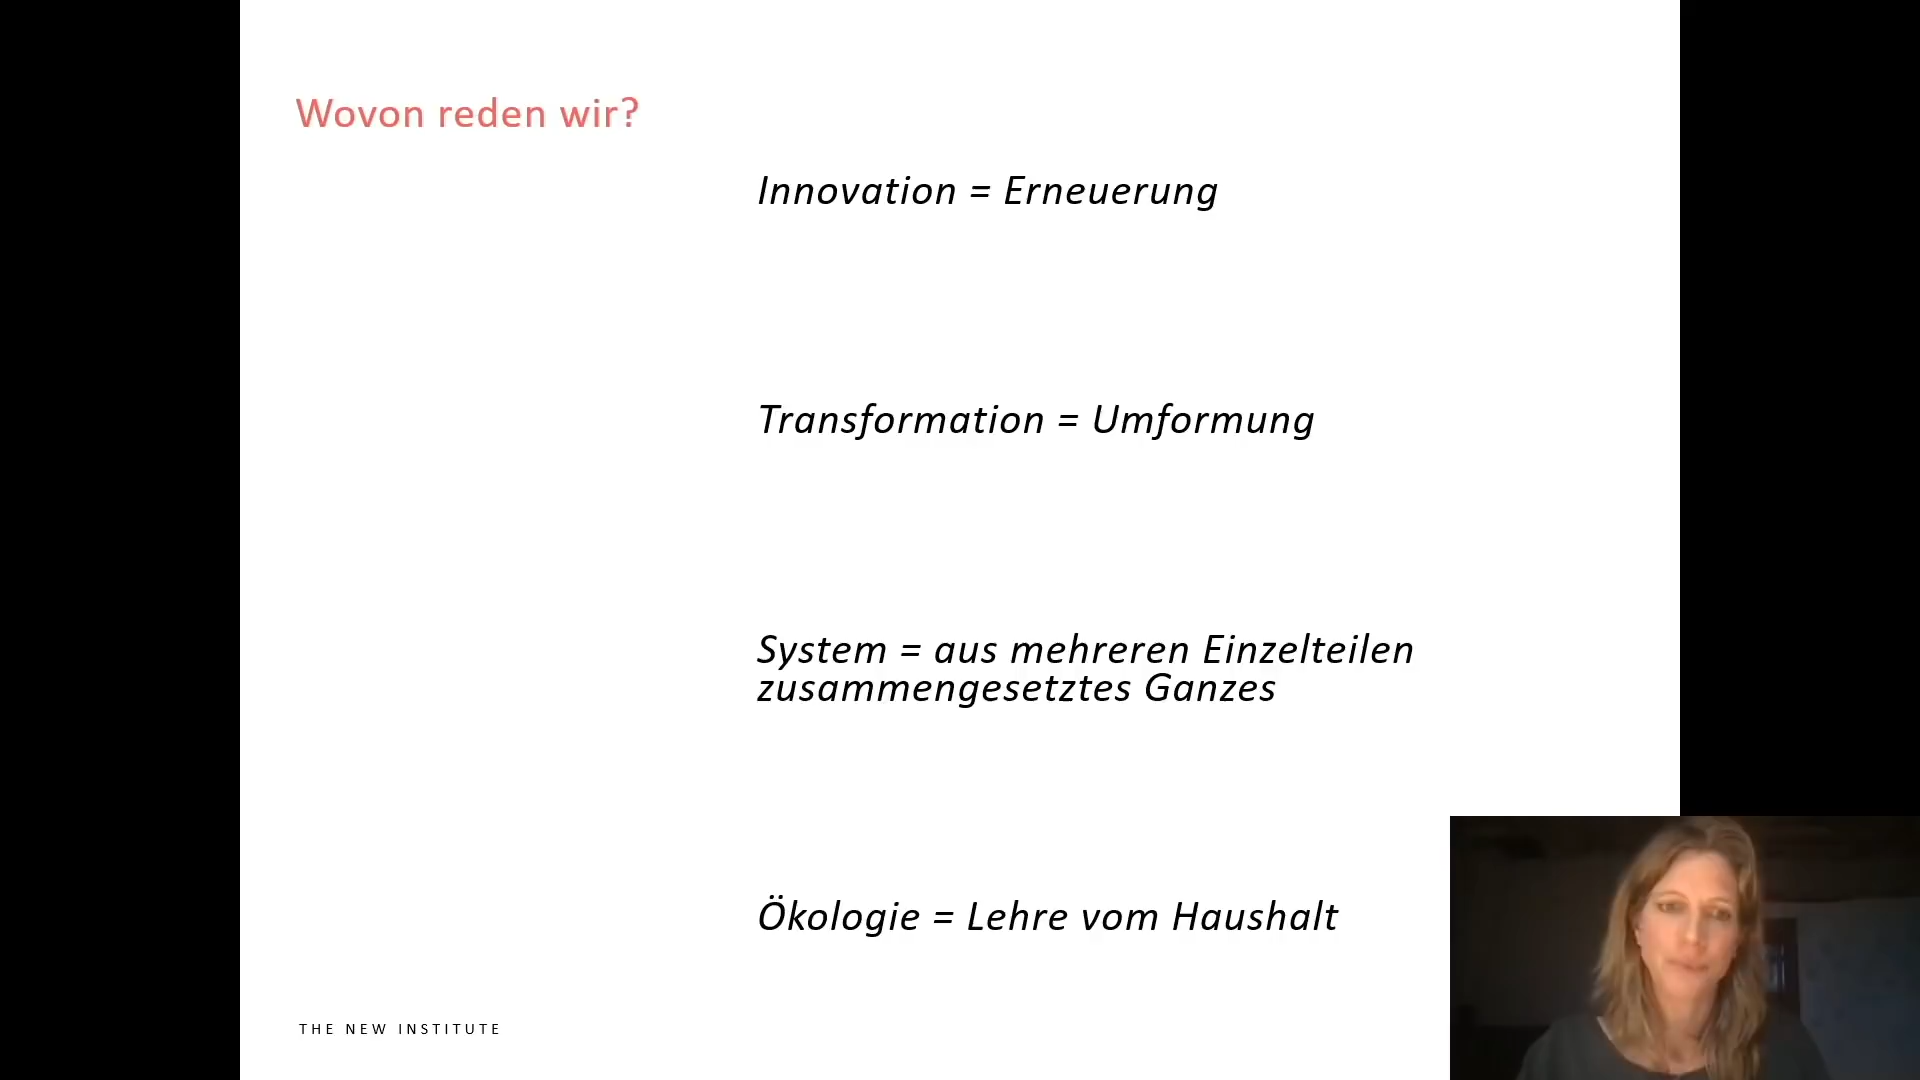 Wovon reden wir?
Innovation = Erneuerung
Transformation = Umformung
System = aus mehreren Einzelteilen
zusammengesetztes Ganzes
Ökologie = Lehre vom Haushalt
THE NEW INSTITUTE